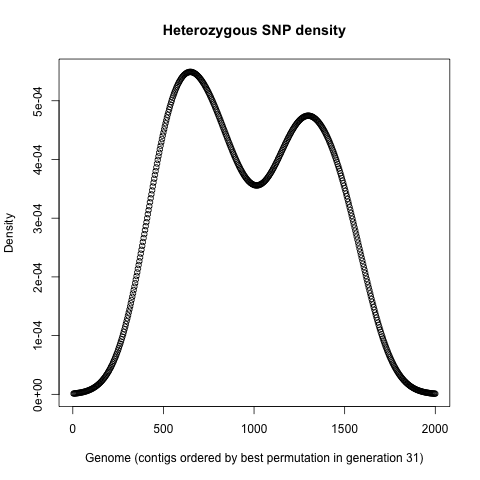 Heterozygous SNP density
Density
5e-04
4e-04
3e-04
2e-04
1e-04
0e+00
0 500 1000 1500 2000
Genome (contigs ordered by best permutation in generation 31)